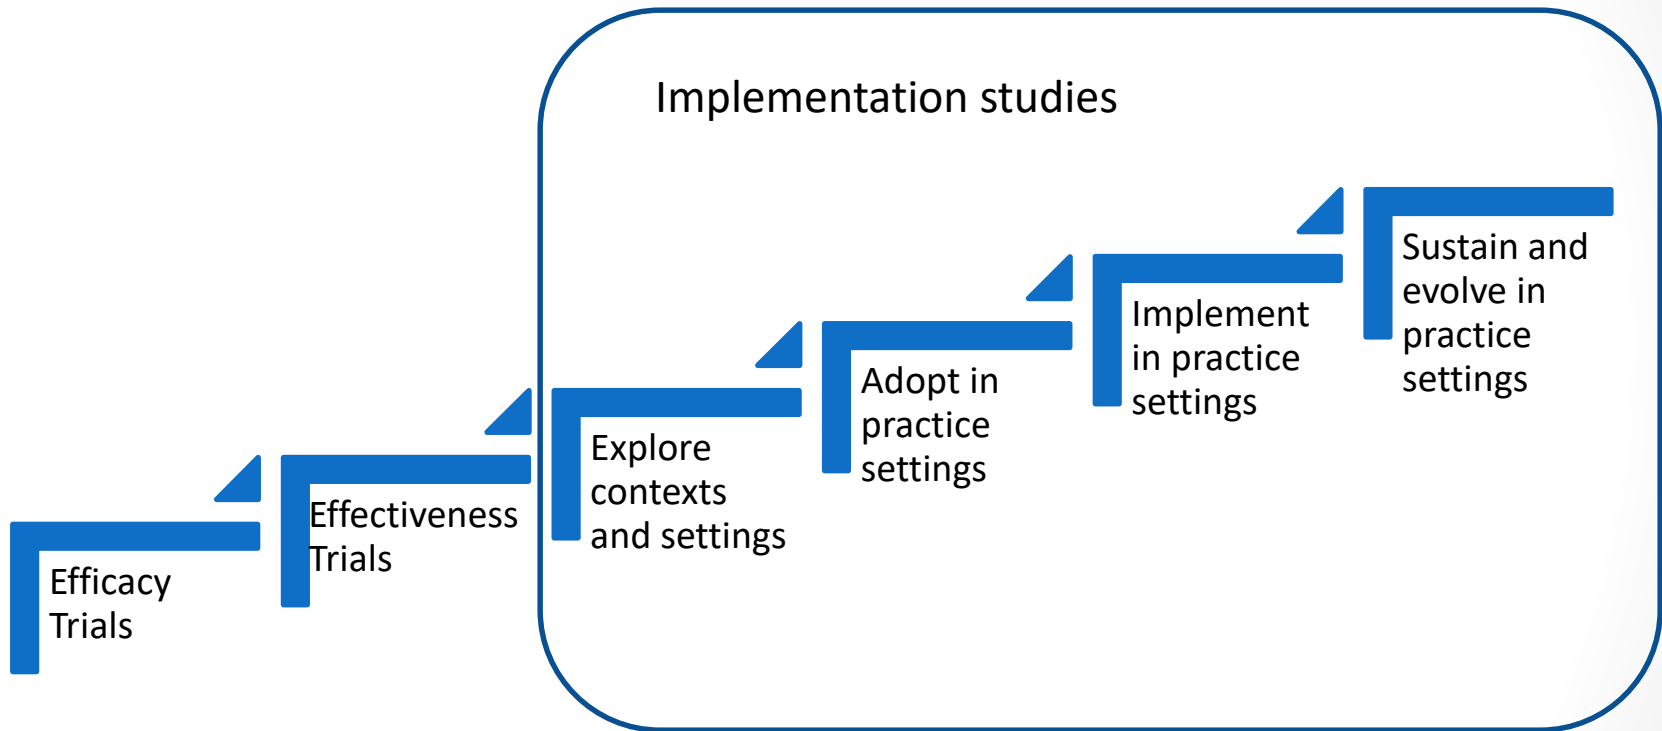 Implementation studies
Efficacy
Trials
Effectiveness
Trials
Explore
contexts
and settings
Adopt in
practice
settings
Implement
in practice
settings
Sustain and
evolve in
practice
settings